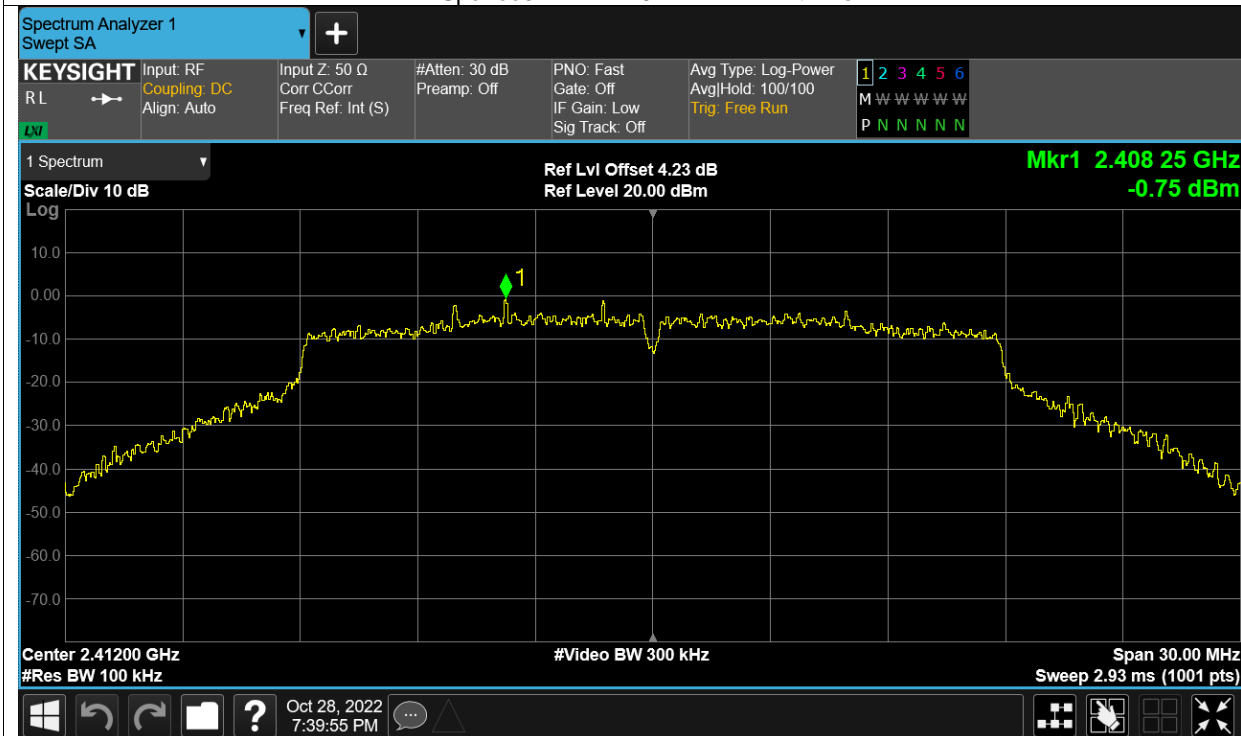 Spectrum Analyzer 1
Swept SA
+
KEYSIGHT
R L
LXI
Input: RF
Coupling: DC
Align: Auto
Input Z: 50 Ω
Corr CCorr
Freq Ref: Int (S)
#Atten: 30 dB
Preamp: Off
PNO: Fast
Gate: Off
IF Gain: Low
Sig Track: Off
Avg Type: Log-Power
Avg|Hold: 100/100
Trig: Free Run
1 2 3 4 5 6
M W W W W W
P N N N N N
1 Spectrum
Scale/Div 10 dB
Log
Ref Lvl Offset 4.23 dB
Ref Level 20.00 dBm
Mkr1 2.408 25 GHz
-0.75 dBm
10.0
0.00
-10.0
-20.0
-30.0
-40.0
-50.0
-60.0
-70.0
1
Center 2.41200 GHz
#Res BW 100 kHz
#Video BW 300 kHz
Span 30.00 MHz
Sweep 2.93 ms (1001 pts)
?
Oct 28, 2022
7:39:55 PM